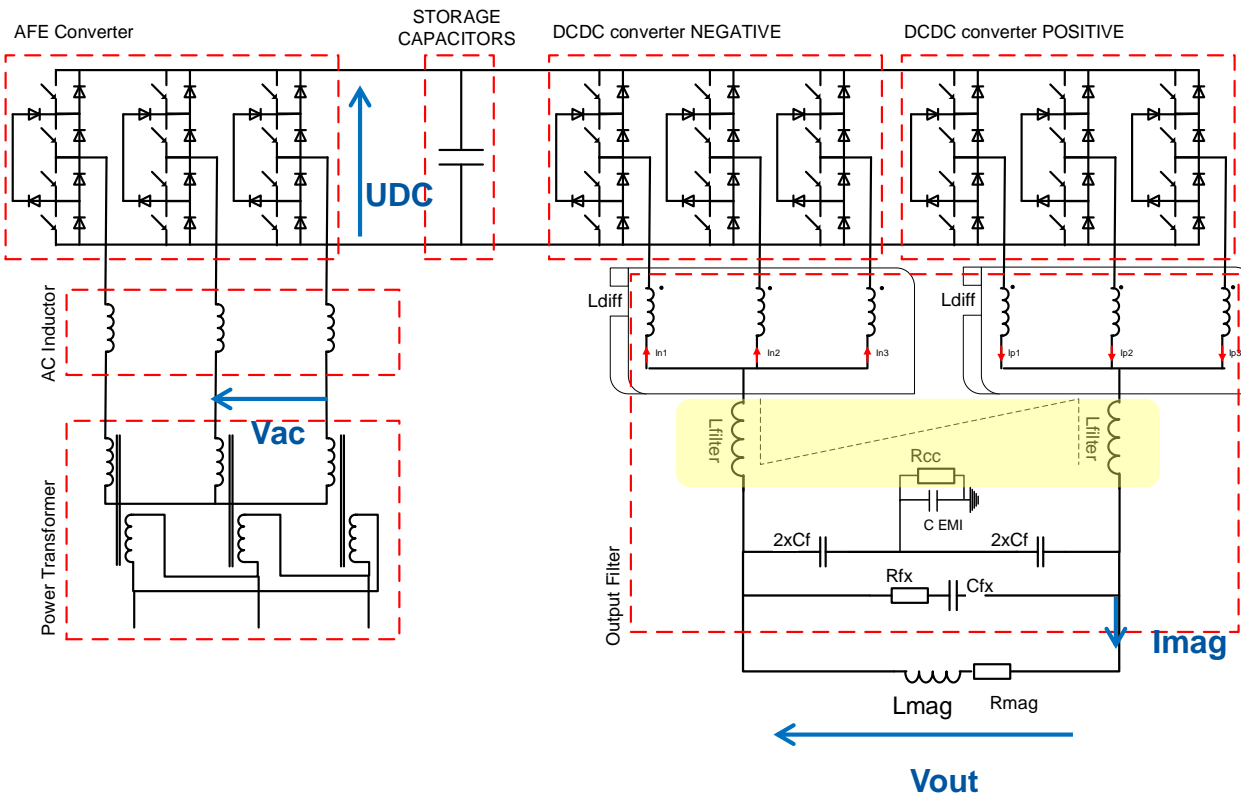 AFE Converter
STORAGE
CAPACITORS
DCDC converter NEGATIVE
DCDC converter POSITIVE
UDC
AC Inductor
Ldiff
Ldiff
In1
In2
In3
Ip1
Ip2
Ip3
Vac
Lfilter
Lfilter
Rcc
C EMI
Power Transformer
2xCf
2xCf
Rfx
Cfx
Output Filter
Imag
Lmag
Rmag
Vout